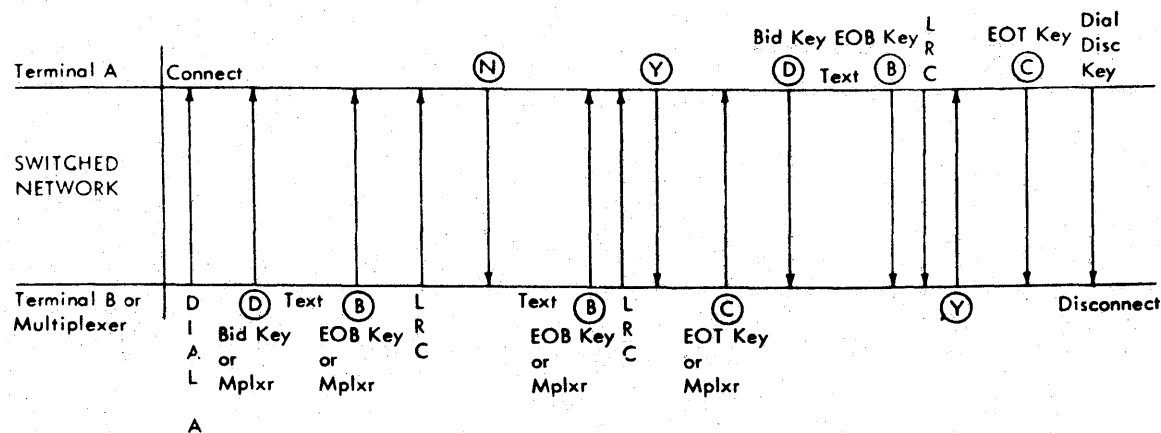 Bid Key EOB Key L R C EOT Key Dial Disc Key
Terminal A Connect Ⓝ Ⓨ Ⓓ Text Ⓑ Ⓒ
SWITCHED
NETWORK
Terminal B or
Multiplexer
D I A L A
Ⓓ Text Ⓑ L R C
Bid Key
or
Mplxr
EOB Key
or
Mplxr
Text Ⓑ L R C
EOB Key
or
Mplxr
Ⓒ
EOT Key
or
Mplxr
Ⓨ
Disconnect